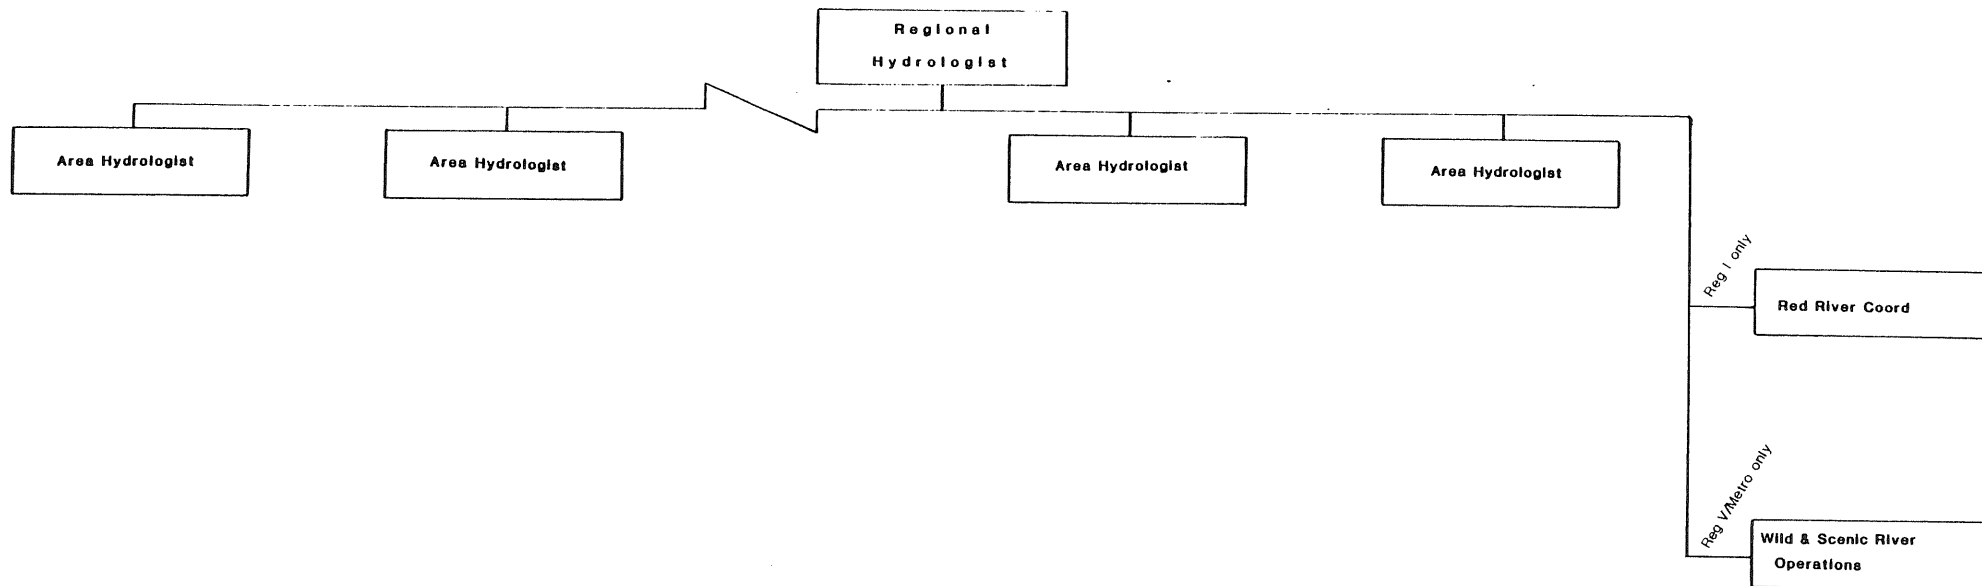 Regional
Hydrologist
Area Hydrologist
Area Hydrologist
Area Hydrologist
Area Hydrologist
Reg I only
Red River Coord
Reg V/Metro only
Wild & Scenic River
Operations